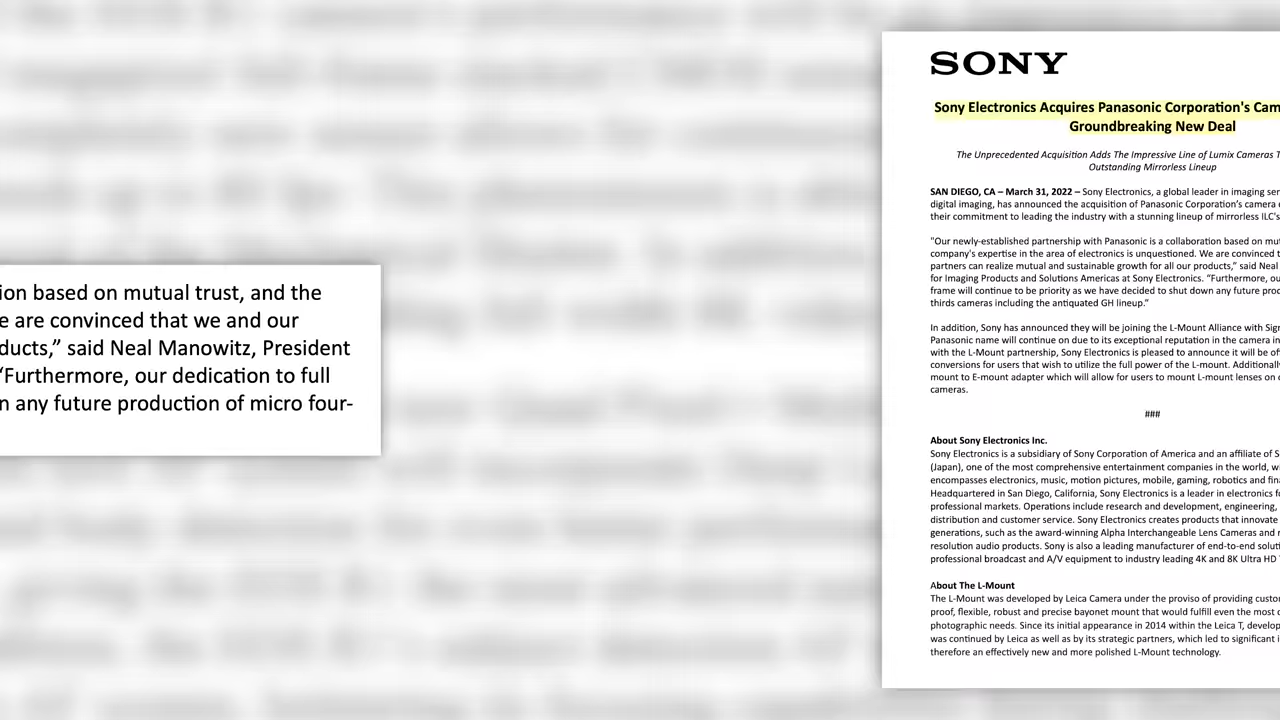 ion based on mutual trust, and the
e are convinced that we and our
ducts,” said Neal Manowitz, President
“Furthermore, our dedication to full
n any future production of micro four-
SONY
Sony Electronics Acquires Panasonic Corporation's Cam
Groundbreaking New Deal
The Unprecedented Acquisition Adds The Impressive Line of Lumix Cameras T
Outstanding Mirrorless Lineup
SAN DIEGO, CA – March 31, 2022 – Sony Electronics, a global leader in imaging sen
digital imaging, has announced the acquisition of Panasonic Corporation’s camera
their commitment to leading the industry with a stunning lineup of mirrorless ILC's
"Our newly-established partnership with Panasonic is a collaboration based on mut
company’s expertise in the area of electronics is unquestioned. We are convinced t
partners can realize mutual and sustainable growth for all our products,” said Neal
for Imaging Products and Solutions Americas at Sony Electronics. “Furthermore, ou
frame will continue to be priority as we have decided to shut down any future proc
thirds cameras including the antiquated GH lineup.”
In addition, Sony has announced they will be joining the L-Mount Alliance with Sign
Panasonic name will continue on due to its exceptional reputation in the camera in
with the L-Mount partnership, Sony Electronics is pleased to announce it will be off
conversions for users that wish to utilize the full power of the L-mount. Additionally
mount to E-mount adapter which will allow for users to mount L-mount lenses on
cameras.
###
About Sony Electronics Inc.
Sony Electronics is a subsidiary of Sony Corporation of America and an affiliate of S
(Japan), one of the most comprehensive entertainment companies in the world, w
encompasses electronics, music, motion pictures, mobile, gaming, robotics and fina
Headquartered in San Diego, California, Sony Electronics is a leader in electronics fo
professional markets. Operations include research and development, engineering,
distribution and customer service. Sony Electronics creates products that innovate
generations, such as the award-winning Alpha Interchangeable Lens Cameras and r
resolution audio products. Sony is also a leading manufacturer of end-to-end soluti
professional broadcast and A/V equipment to industry leading 4K and 8K Ultra HD
About The L-Mount
The L-Mount was developed by Leica Camera under the proviso of providing custo
proof, flexible, robust and precise bayonet mount that would fulfill even the most
photographic needs. Since its initial appearance in 2014 within the Leica T, develop
was continued by Leica as well as by its strategic partners, which led to significant i
therefore an effectively new and more polished L-Mount technology.